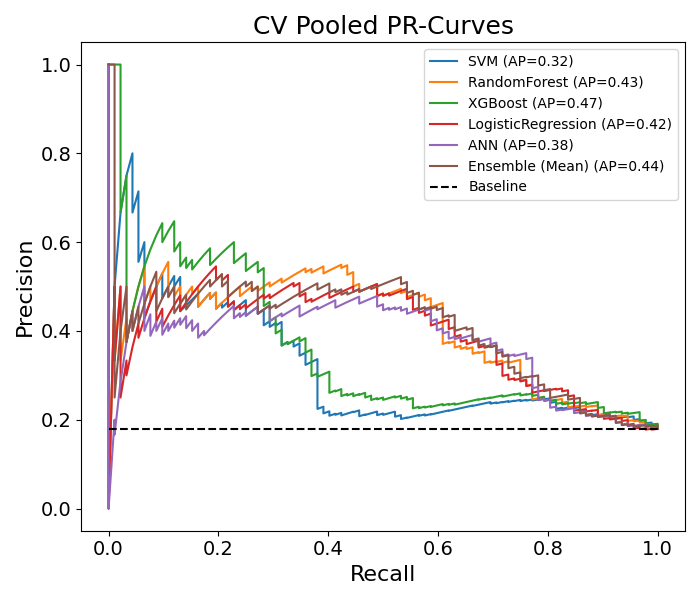 CV Pooled PR-Curves
SVM (AP=0.32)
RandomForest (AP=0.43)
XGBoost (AP=0.47)
LogisticRegression (AP=0.42)
ANN (AP=0.38)
Ensemble (Mean) (AP=0.44)
Baseline
Precision
1.0
0.8
0.6
0.4
0.2
0.0
0.0 0.2 0.4 0.6 0.8 1.0
Recall